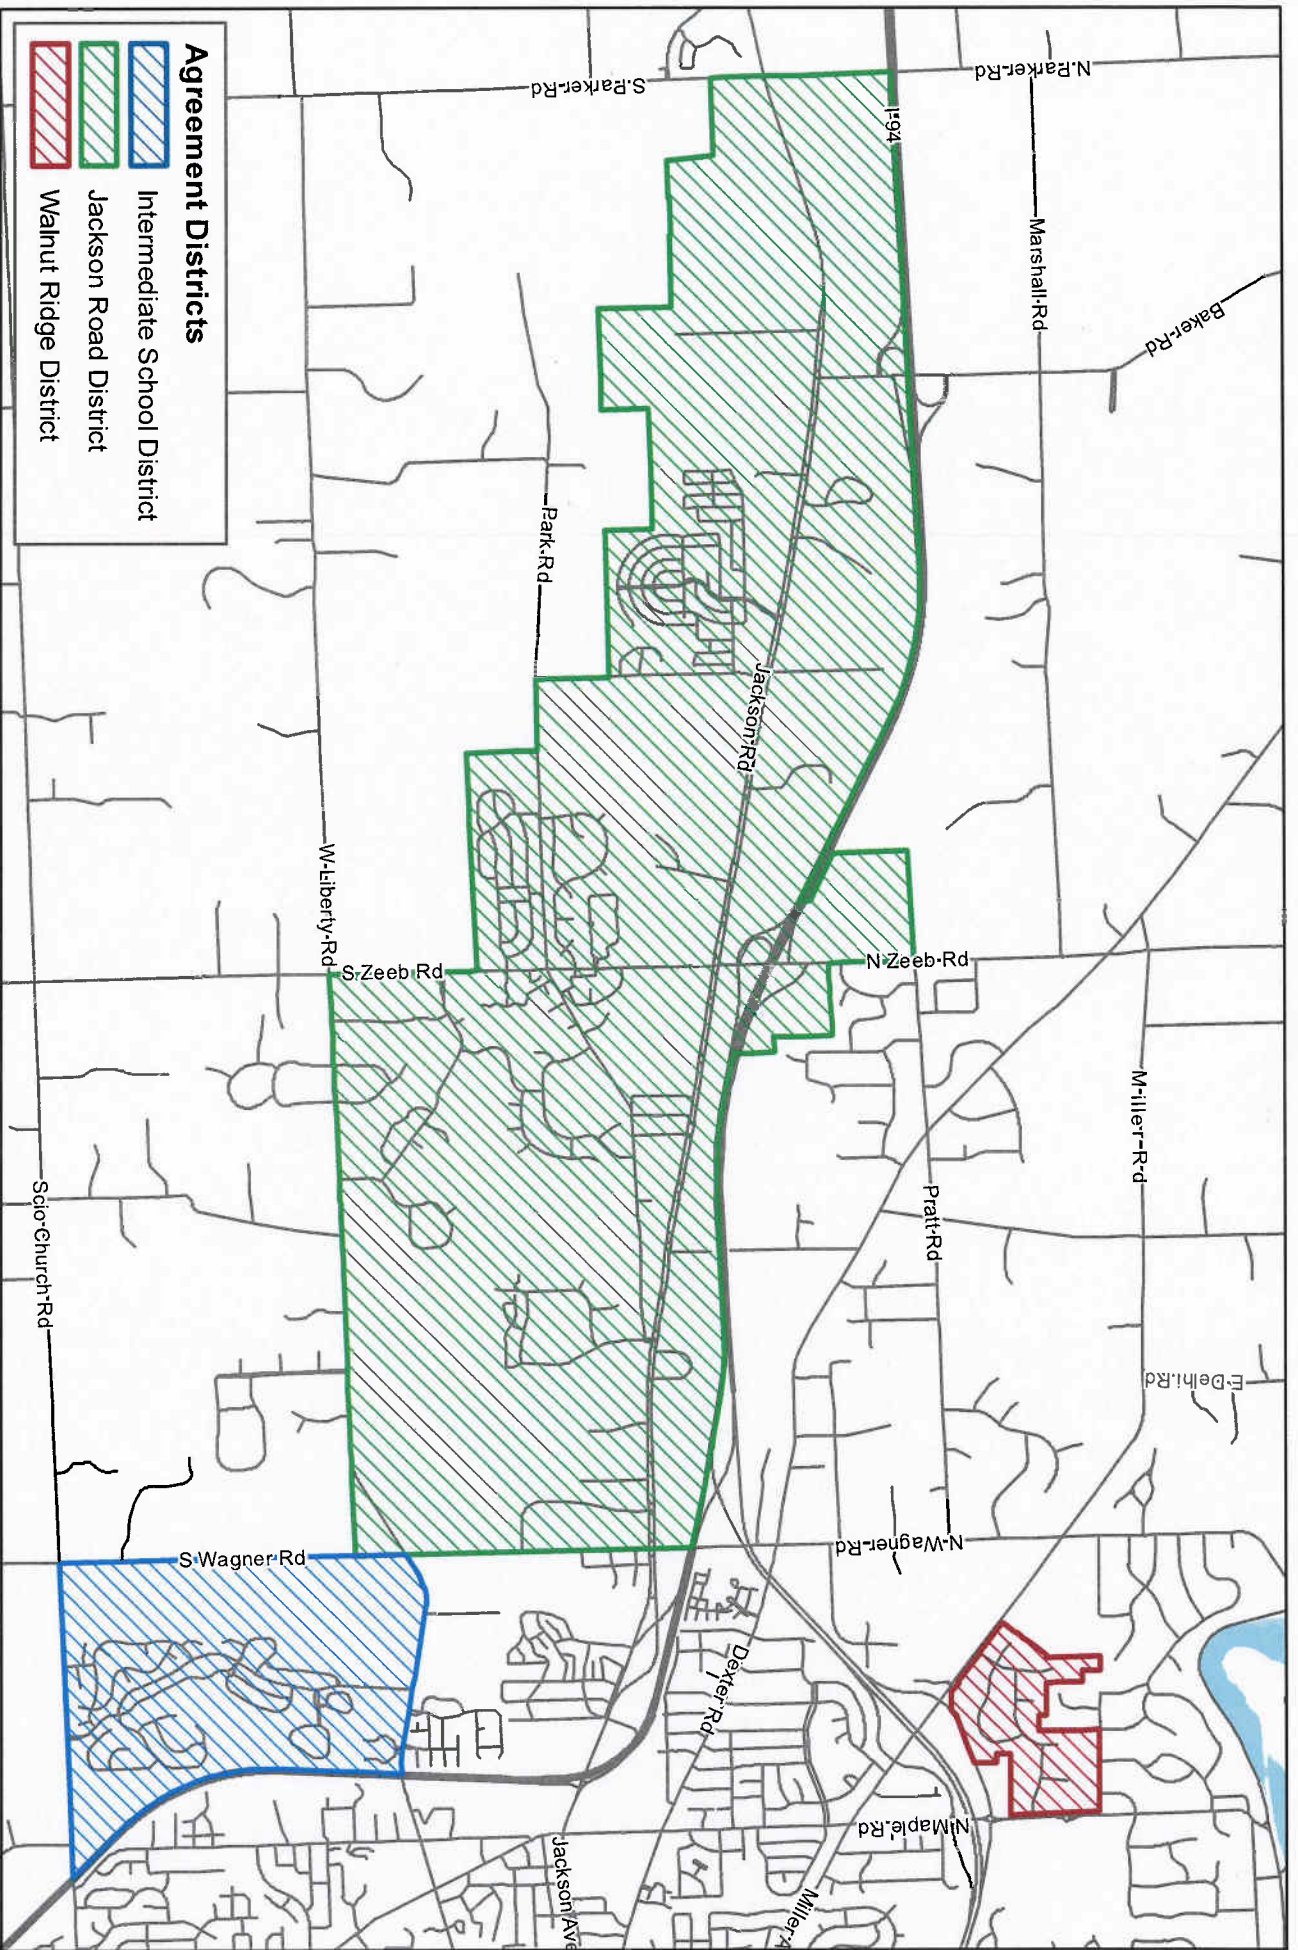 Agreement Districts
Intermediate School District
Jackson Road District
Walnut Ridge District
N.Parker-Rd
S.Parker-Rd
I-94
Marshall-Rd
Baker-Rd
Park-Rd
Jackson-Rd
W-Liberty-Rd
S Zeeb Rd
N Zeeb-Rd
M-ille-r-R-d
Pratt-Rd
Scio-Church-Rd
E-Delhi.Rd
N-Wagner-Rd
S Wagner Rd
Dexter-Rd
N-Maple-Rd
Jackson-Ave
Miller-A